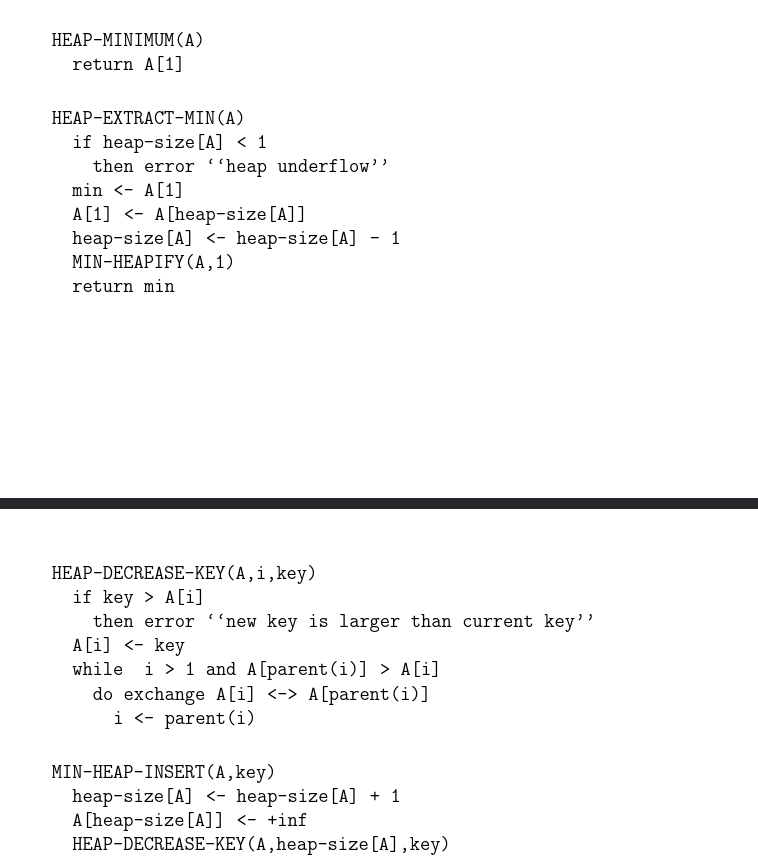 HEAP-MINIMUM(A)
  return A[1]

HEAP-EXTRACT-MIN(A)
  if heap-size[A] < 1
    then error ‘‘heap underflow’’
  min <- A[1]
  A[1] <- A[heap-size[A]]
  heap-size[A] <- heap-size[A] - 1
  MIN-HEAPIFY(A,1)
  return min

HEAP-DECREASE-KEY(A,i,key)
  if key > A[i]
    then error ‘‘new key is larger than current key’’
  A[i] <- key
  while  i > 1 and A[parent(i)] > A[i]
    do exchange A[i] <-> A[parent(i)]
      i <- parent(i)

MIN-HEAP-INSERT(A,key)
  heap-size[A] <- heap-size[A] + 1
  A[heap-size[A]] <- +inf
  HEAP-DECREASE-KEY(A,heap-size[A],key)